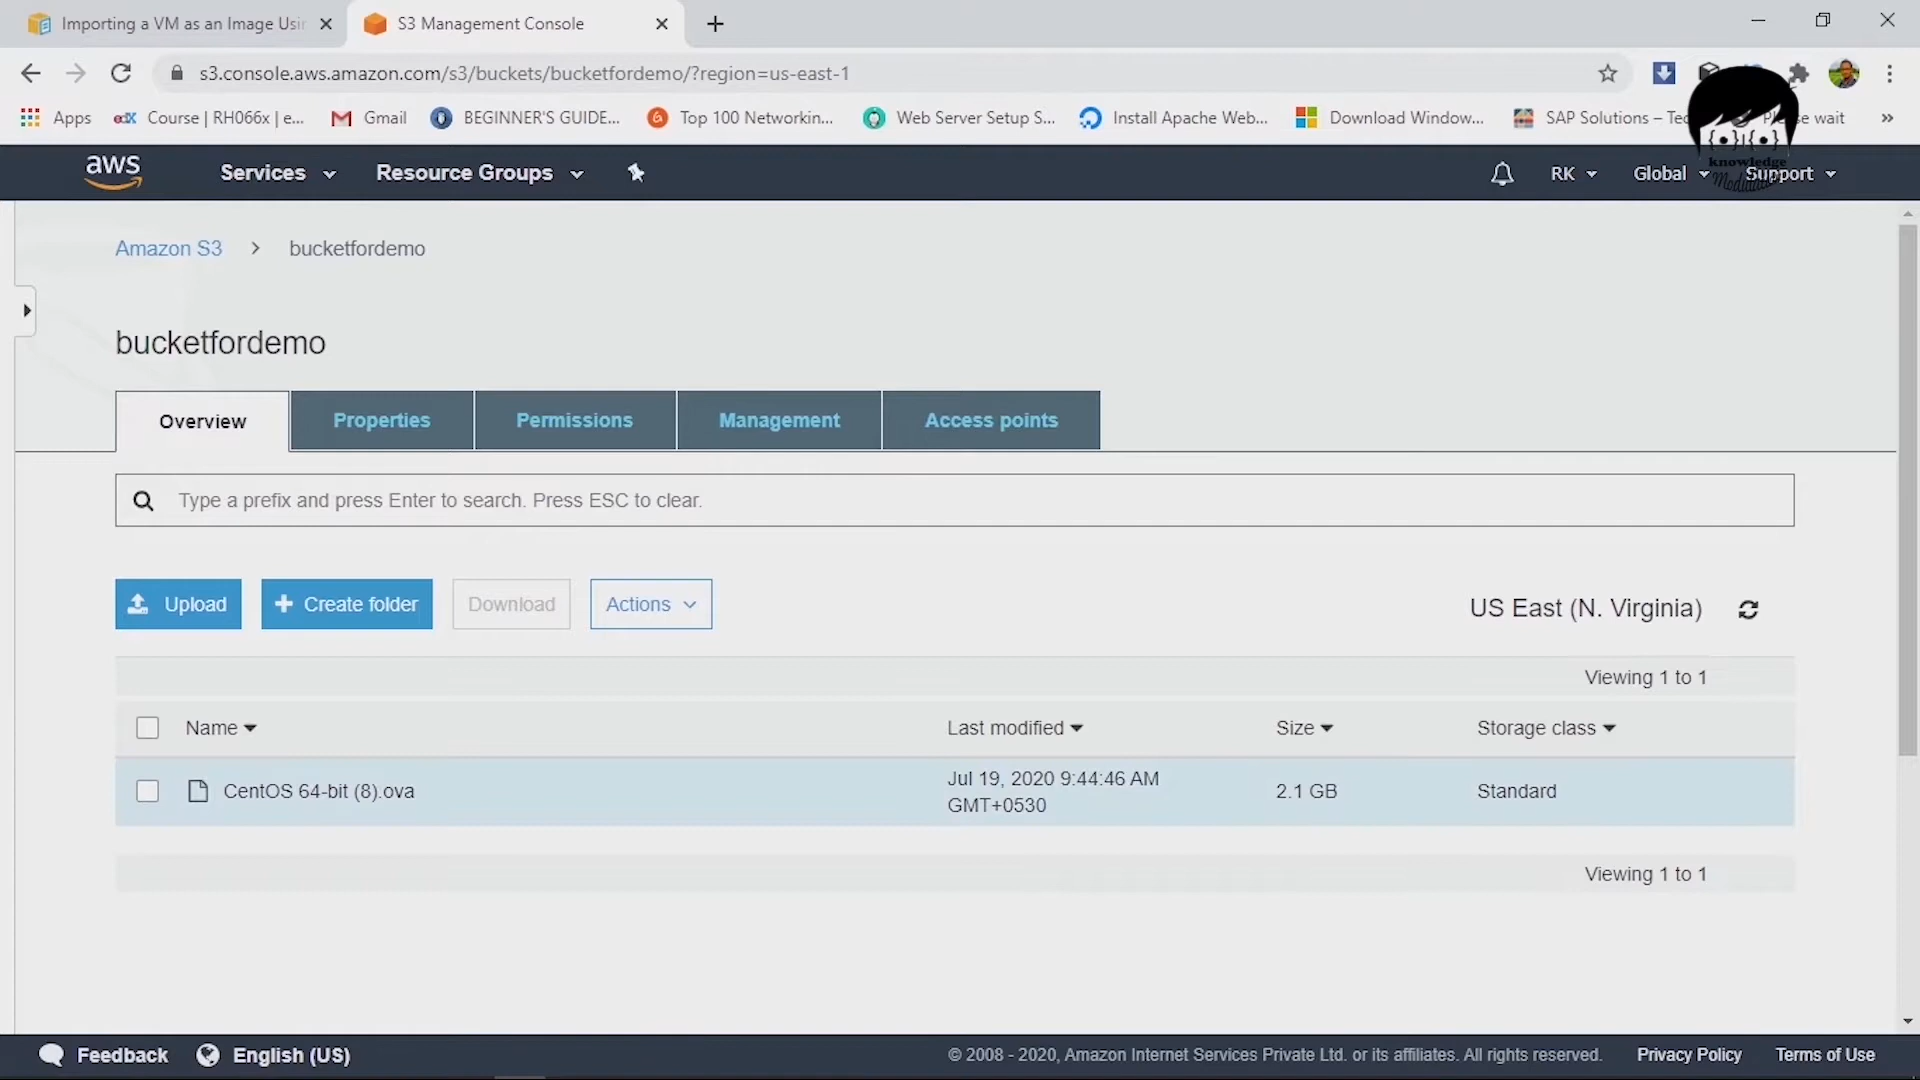 Importing a VM as an Image Usi
S3 Management Console
s3.console.aws.amazon.com/s3/buckets/bucketfordemo/?region=us-east-1
Apps
edX Course | RH066x | e...
Gmail
BEGINNER'S GUIDE...
Top 100 Networkin...
Web Server Setup S...
Install Apache Web...
Download Window...
SAP Solutions – Tec
se wait
»
knowledge
aws
Services
Resource Groups
RK
Global
Support
Amazon S3 > bucketfordemo
bucketfordemo
Overview
Properties
Permissions
Management
Access points
Type a prefix and press Enter to search. Press ESC to clear.
Upload
+ Create folder
Download
Actions
US East (N. Virginia)
Viewing 1 to 1
Name
Last modified
Size
Storage class
CentOS 64-bit (8).ova
Jul 19, 2020 9:44:46 AM
GMT+0530
2.1 GB
Standard
Viewing 1 to 1
Feedback
English (US)
© 2008 - 2020, Amazon Internet Services Private Ltd. or its affiliates. All rights reserved.
Privacy Policy
Terms of Use